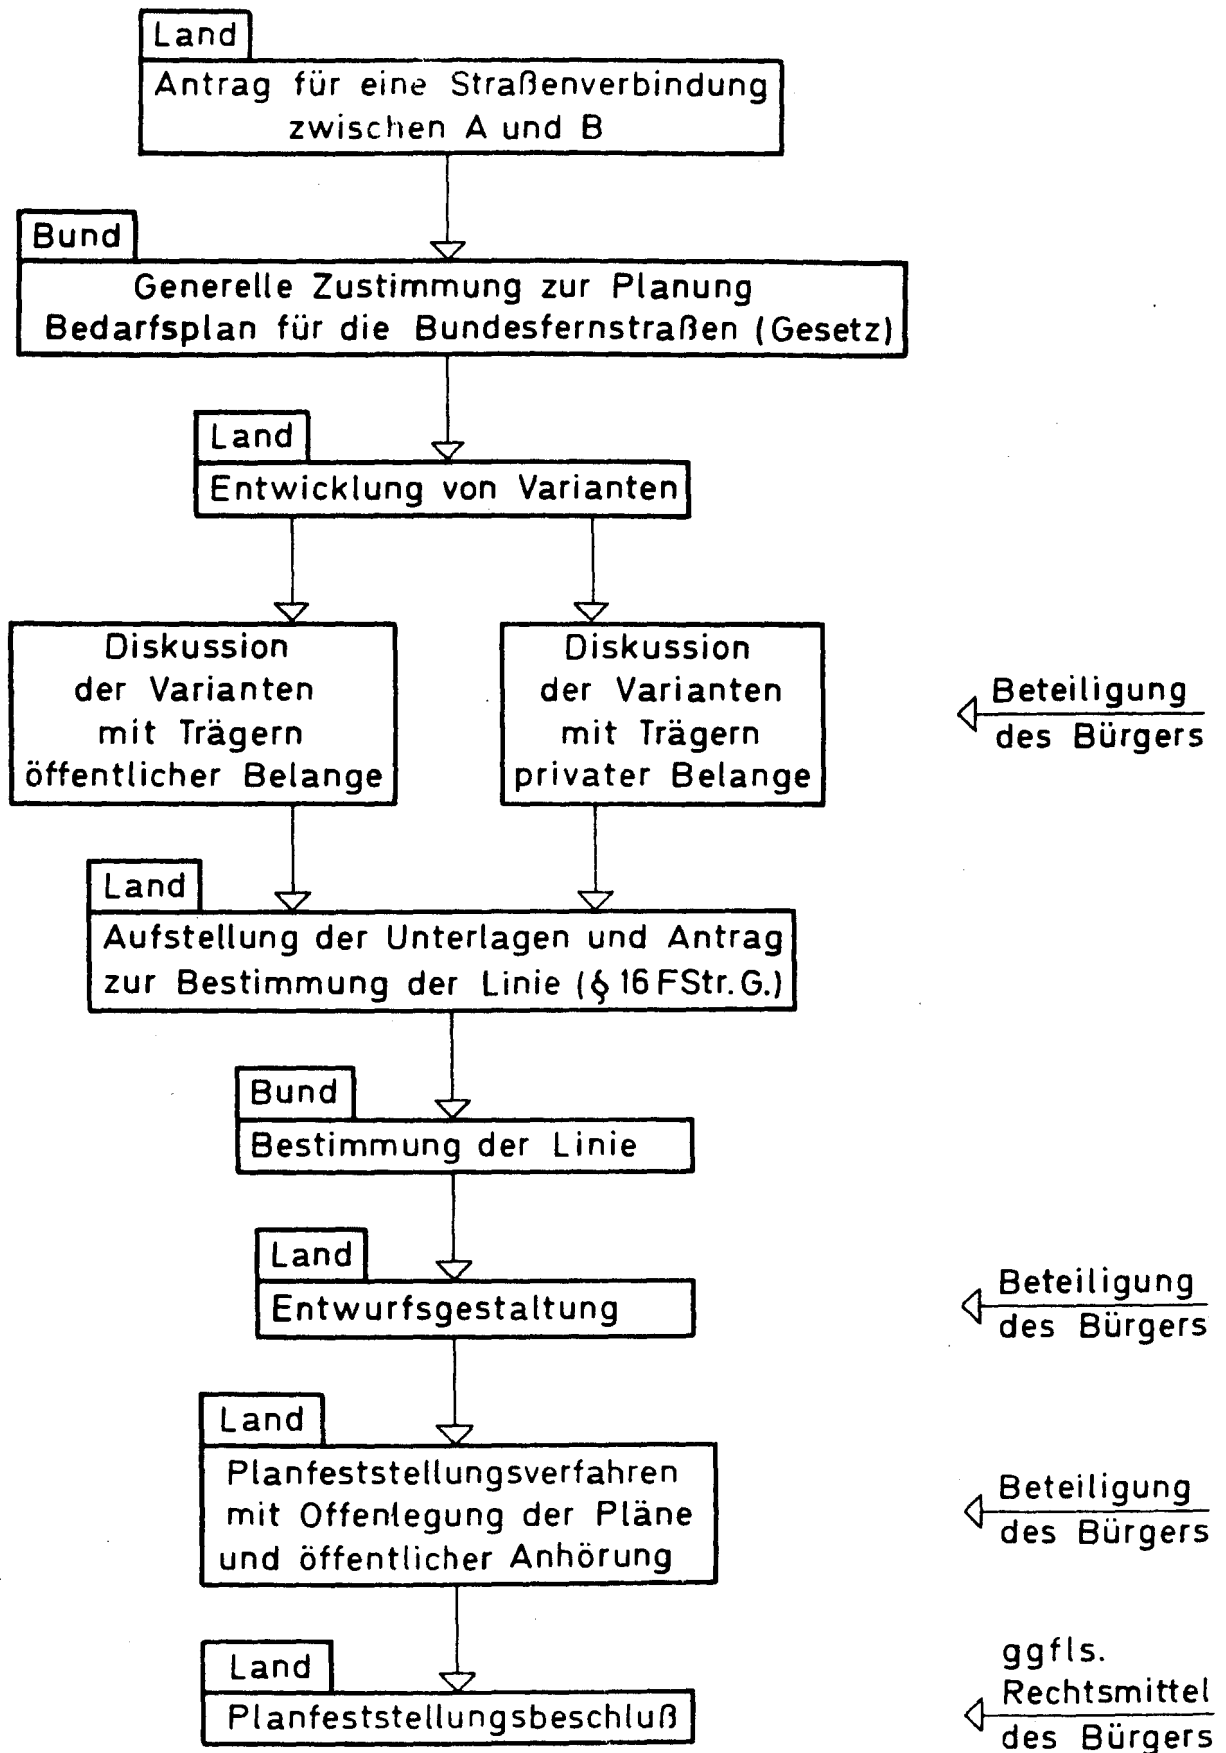 Land
Antrag für eine Straßenverbindung
zwischen A und B
Bund
Generelle Zustimmung zur Planung
Bedarfsplan für die Bundesfernstraßen (Gesetz)
Land
Entwicklung von Varianten
Diskussion
der Varianten
mit Trägern
öffentlicher Belange
Diskussion
der Varianten
mit Trägern
privater Belange
Beteiligung
des Bürgers
Land
Aufstellung der Unterlagen und Antrag
zur Bestimmung der Linie (§ 16 FStr. G.)
Bund
Bestimmung der Linie
Land
Entwurfsgestaltung
Beteiligung
des Bürgers
Land
Planfeststellungsverfahren
mit Offenlegung der Pläne
und öffentlicher Anhörung
Beteiligung
des Bürgers
Land
Planfeststellungsbeschluß
ggfls.
Rechtsmittel
des Bürgers